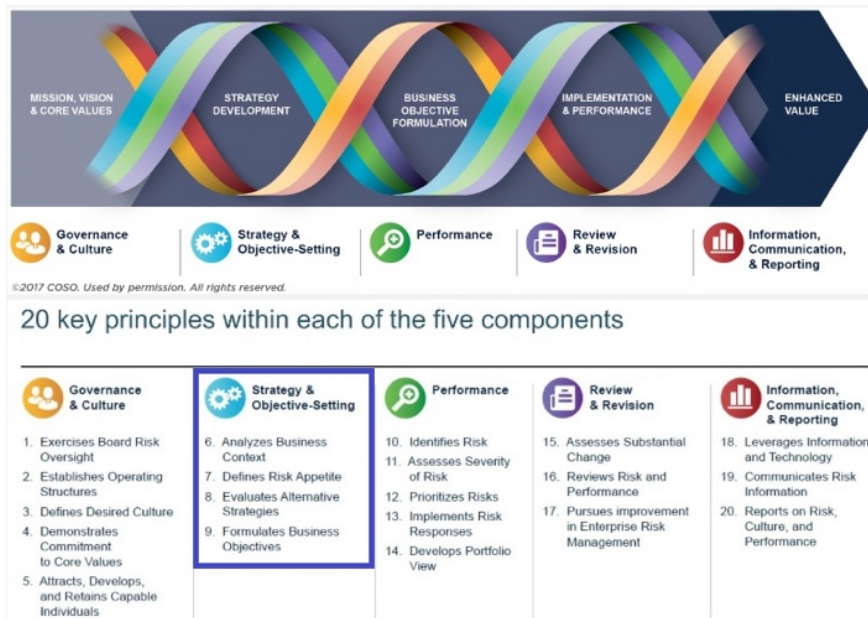 MISSION, VISION
& CORE VALUES
STRATEGY
DEVELOPMENT
BUSINESS
OBJECTIVE
FORMULATION
IMPLEMENTATION
& PERFORMANCE
ENHANCED
VALUE
Governance
& Culture
Strategy &
Objective-Setting
Performance
Review
& Revision
Information,
Communication,
& Reporting
©2017 COSO. Used by permission. All rights reserved.
20 key principles within each of the five components
Governance
& Culture
1. Exercises Board Risk
Oversight
2. Establishes Operating
Structures
3. Defines Desired Culture
4. Demonstrates
Commitment
to Core Values
5. Attracts, Develops,
and Retains Capable
Individuals
Strategy &
Objective-Setting
6. Analyzes Business
Context
7. Defines Risk Appetite
8. Evaluates Alternative
Strategies
9. Formulates Business
Objectives
Performance
10. Identifies Risk
11. Assesses Severity
of Risk
12. Prioritizes Risks
13. Implements Risk
Responses
14. Develops Portfolio
View
Review
& Revision
15. Assesses Substantial
Change
16. Reviews Risk and
Performance
17. Pursues improvement
in Enterprise Risk
Management
Information,
Communication,
& Reporting
18. Leverages Information
and Technology
19. Communicates Risk
Information
20. Reports on Risk,
Culture, and
Performance